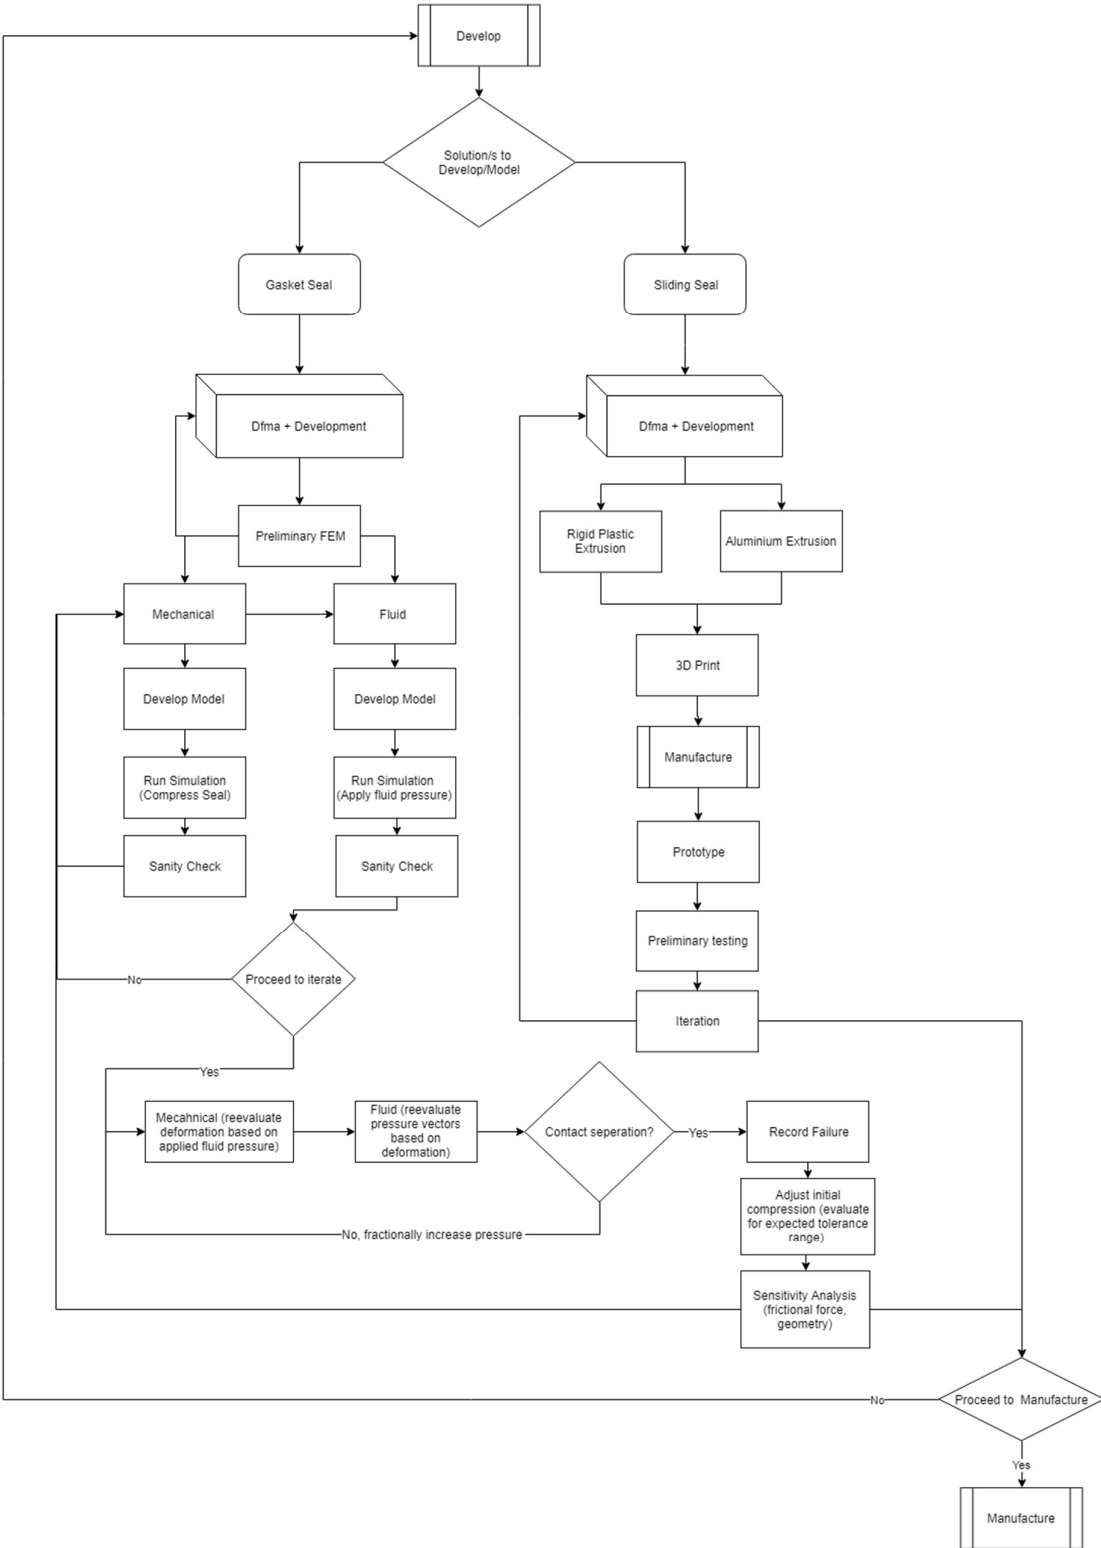 Develop
Solution/s to
Develop/Model
Gasket Seal
Sliding Seal
Dfma + Development
Dfma + Development
Preliminary FEM
Rigid Plastic
Extrusion
Aluminium Extrusion
Mechanical
Fluid
3D Print
Develop Model
Develop Model
Manufacture
Run Simulation
(Compress Seal)
Run Simulation
(Apply fluid pressure)
Prototype
Sanity Check
Sanity Check
Preliminary testing
Proceed to iterate
No
Iteration
Yes
Mecahnical (reevaluate
deformation based on
applied fluid pressure)
Fluid (reevaluate
pressure vectors
based on
deformation)
Contact seperation?
Yes
Record Failure
Adjust initial
compression (evaluate
for expected tolerance
range)
No, fractionally increase pressure
Sensitivity Analysis
(frictional force,
geometry)
Proceed to  Manufacture
No
Yes
Manufacture